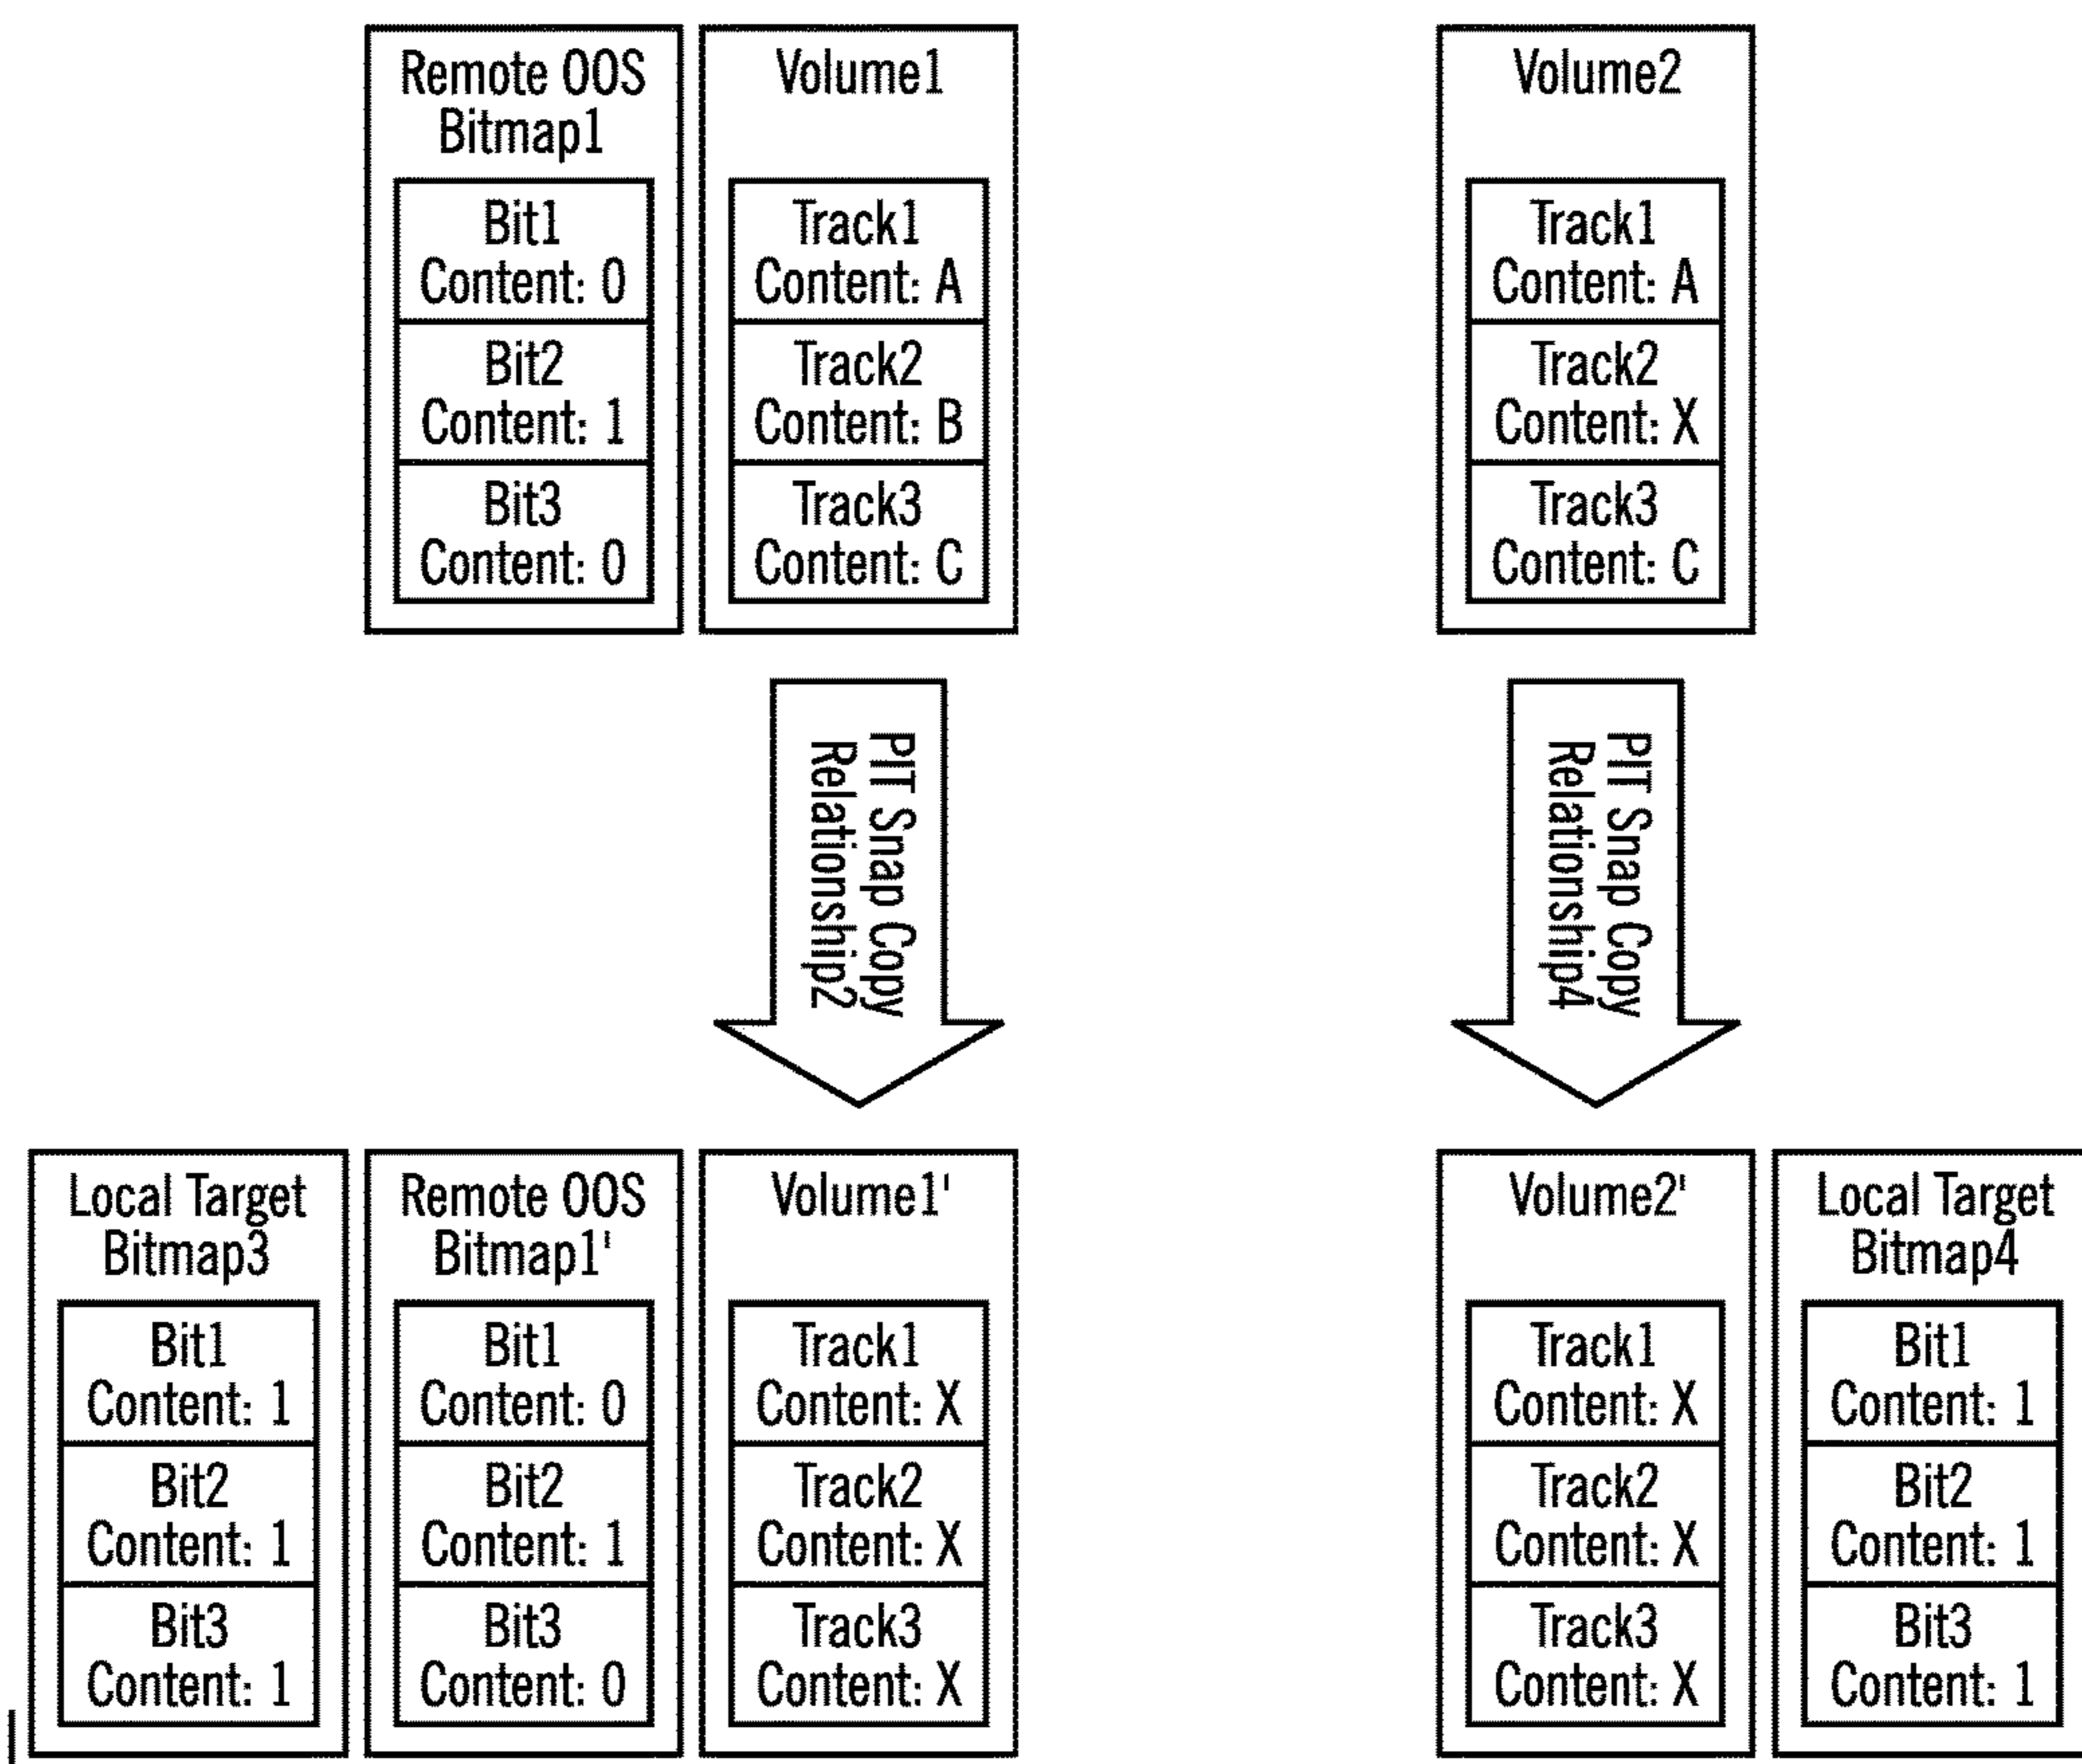 Remote OOS
Bitmap1
Bit1
Content: 0
Bit2
Content: 1
Bit3
Content: 0
Volume1
Track1
Content: A
Track2
Content: B
Track3
Content: C
Volume2
Track1
Content: A
Track2
Content: X
Track3
Content: C
PIT Snap Copy
Relationship2
PIT Snap Copy
Relationship4
Local Target
Bitmap3
Bit1
Content: 1
Bit2
Content: 1
Bit3
Content: 1
Remote OOS
Bitmap1'
Bit1
Content: 0
Bit2
Content: 1
Bit3
Content: 0
Volume1'
Track1
Content: X
Track2
Content: X
Track3
Content: X
Volume2'
Track1
Content: X
Track2
Content: X
Track3
Content: X
Local Target
Bitmap4
Bit1
Content: 1
Bit2
Content: 1
Bit3
Content: 1